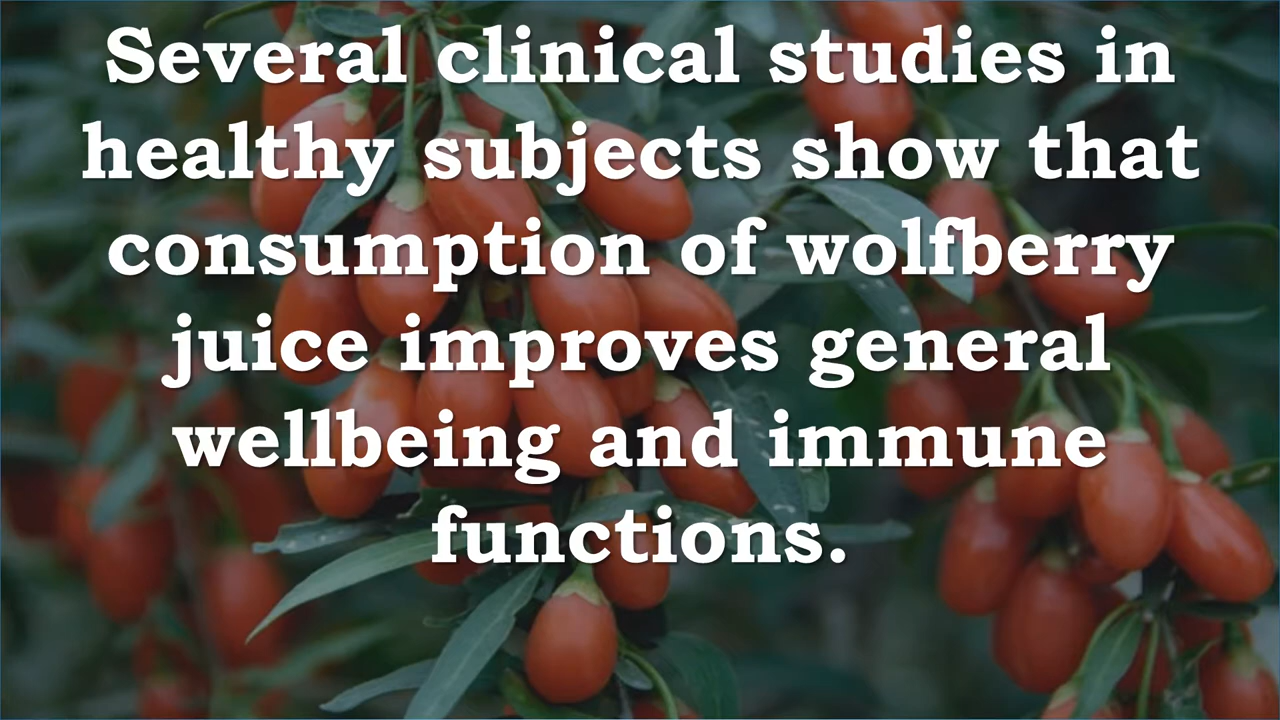 Several clinical studies in
healthy subjects show that
consumption of wolfberry
juice improves general
wellbeing and immune
functions.